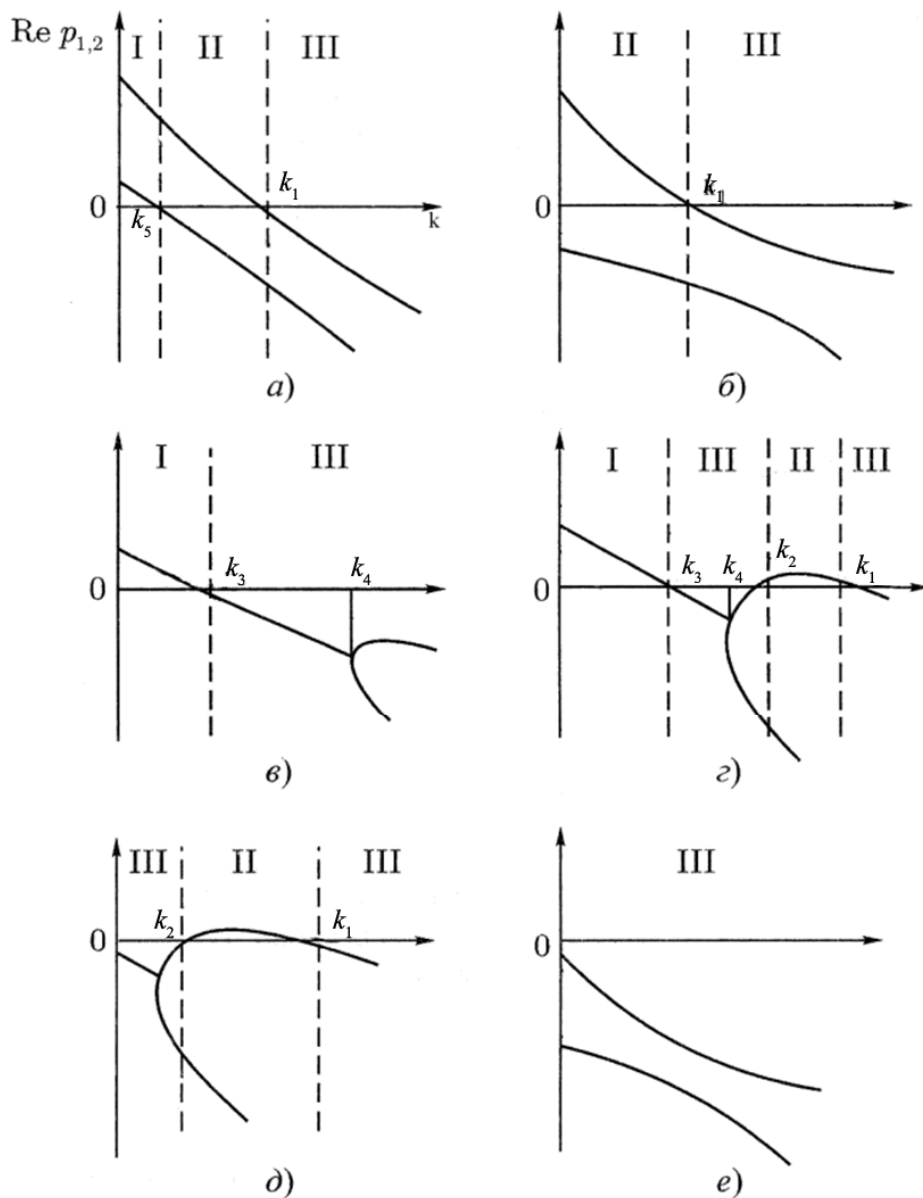 Re p₁,₂ I II III
k₁
0
k₅ k
а)
II III
k₁
0
б)
I III
k₃ k₄
0
в)
I III II III
k₂
0 k₃ k₄ k₁
г)
III II III
k₂ k₁
0
д)
III
0
е)